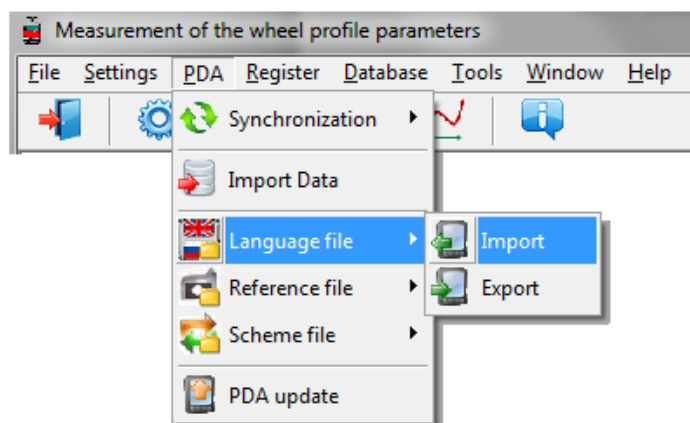 Measurement of the wheel profile parameters
File Settings PDA Register Database Tools Window Help
Synchronization
Import Data
Language file
Import
Reference file
Export
Scheme file
PDA update